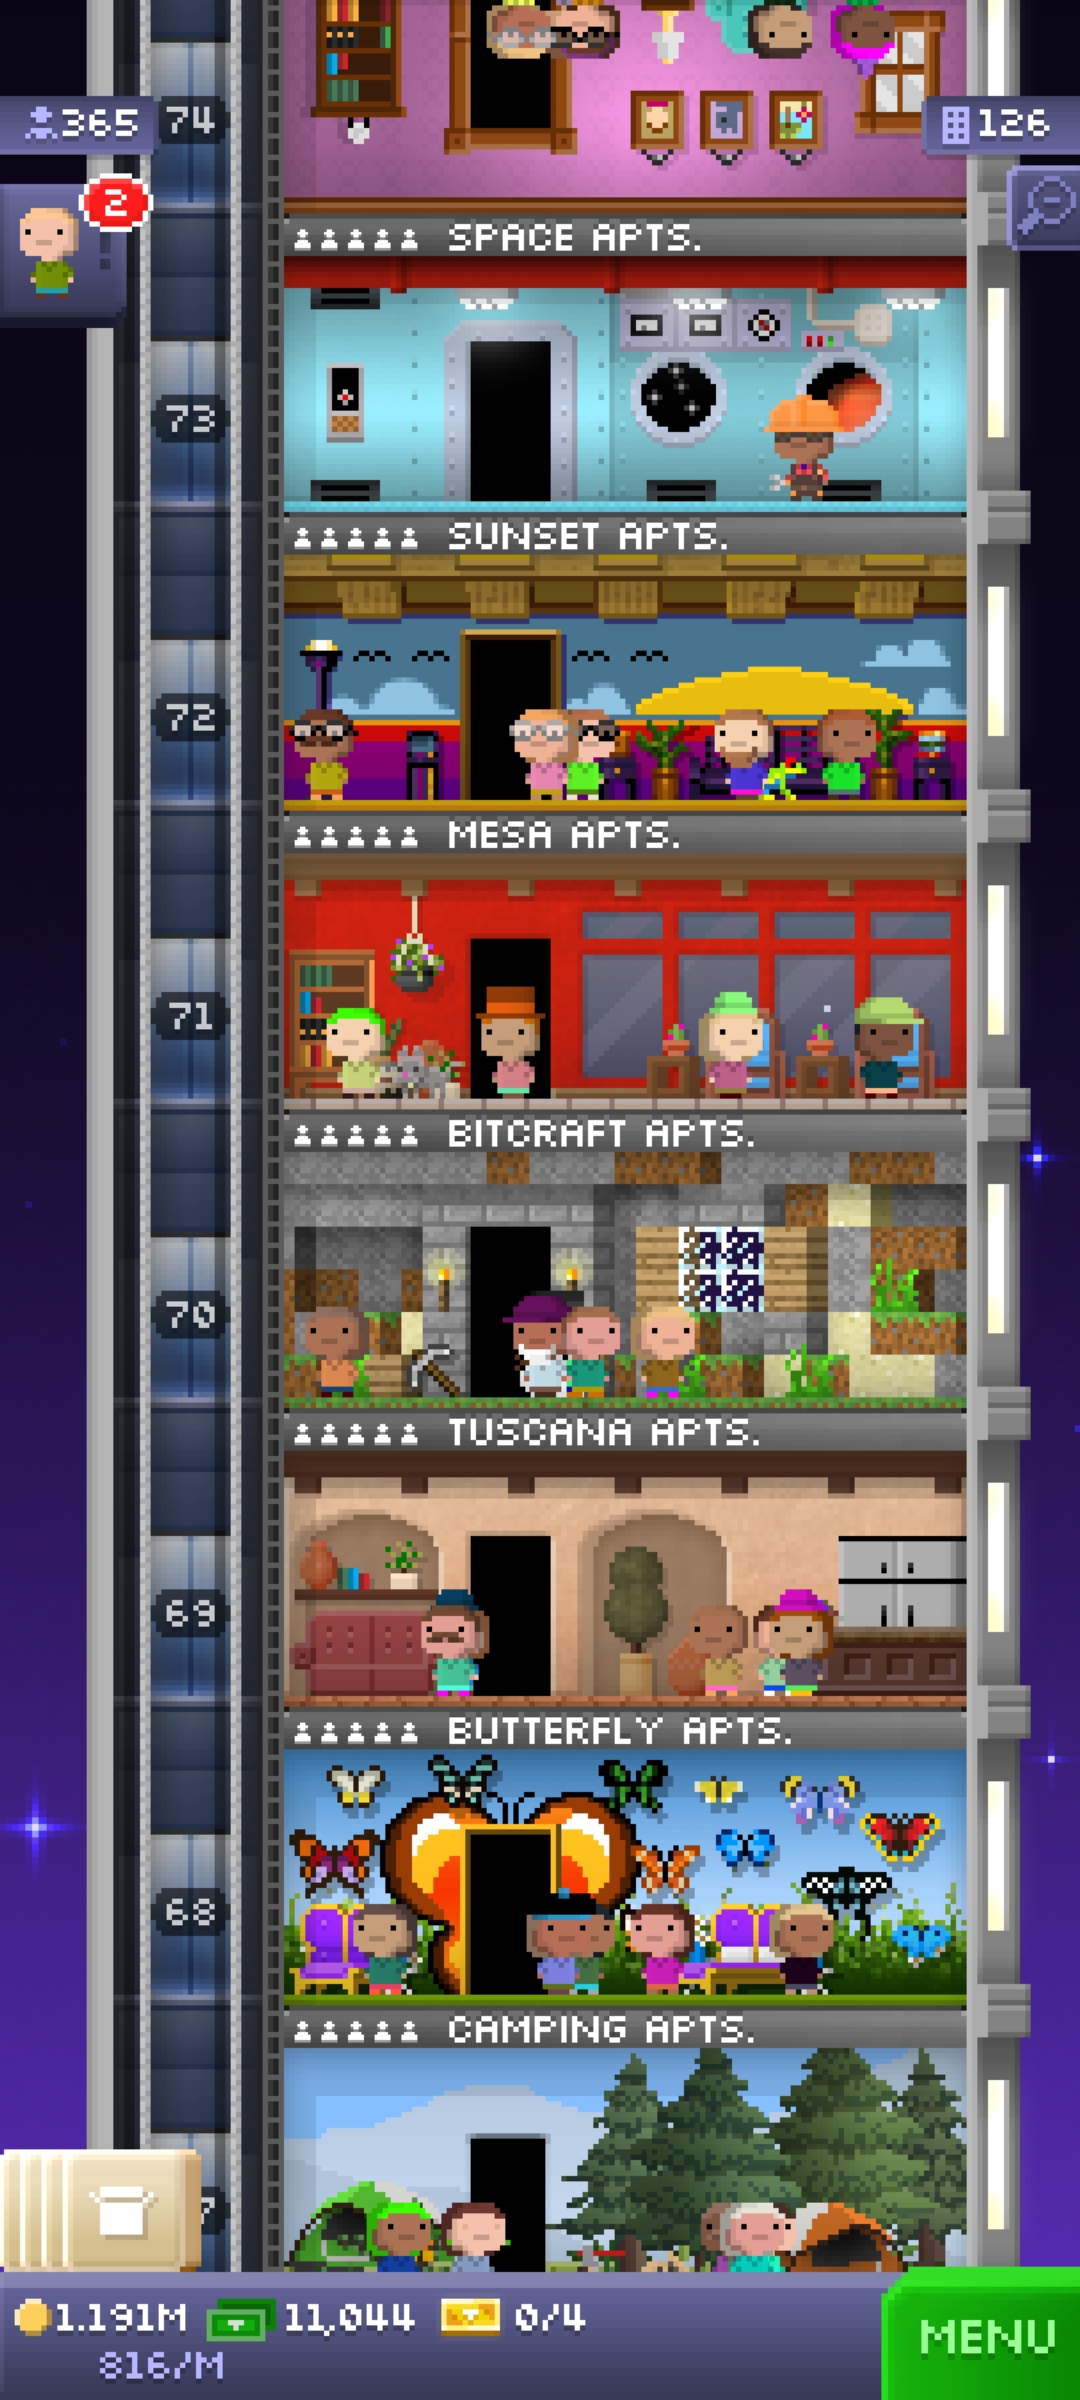 74
365
126
2
SPACE APTS.
73
SUNSET APTS.
72
MESA APTS.
71
BITCRAFT APTS.
70
TUSCANA APTS.
69
BUTTERFLY APTS.
68
CAMPING APTS.
7
1.191M 11,044 0/4
816/M
MENU